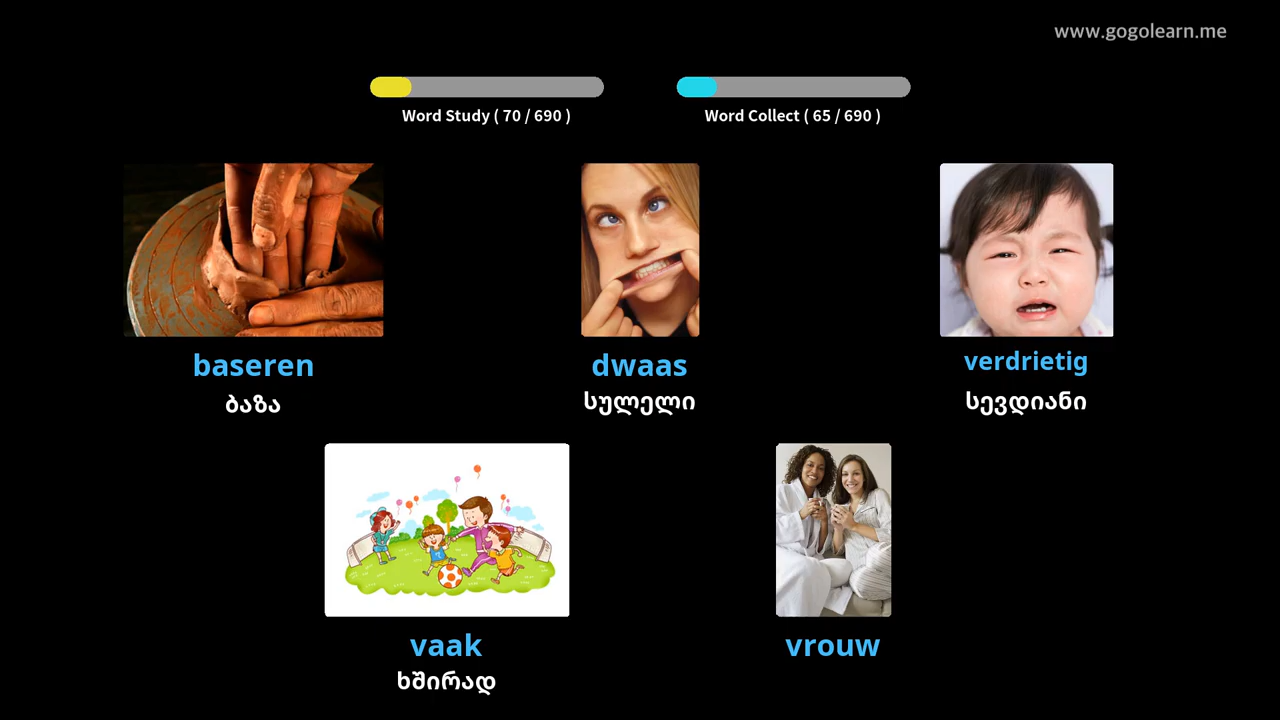 www.gogolearn.me
Word Study ( 70 / 690 )
Word Collect ( 65 / 690 )
baseren
ბაზა
dwaas
სულელი
verdrietig
სევდიანი
vaak
ხშირად
vrouw